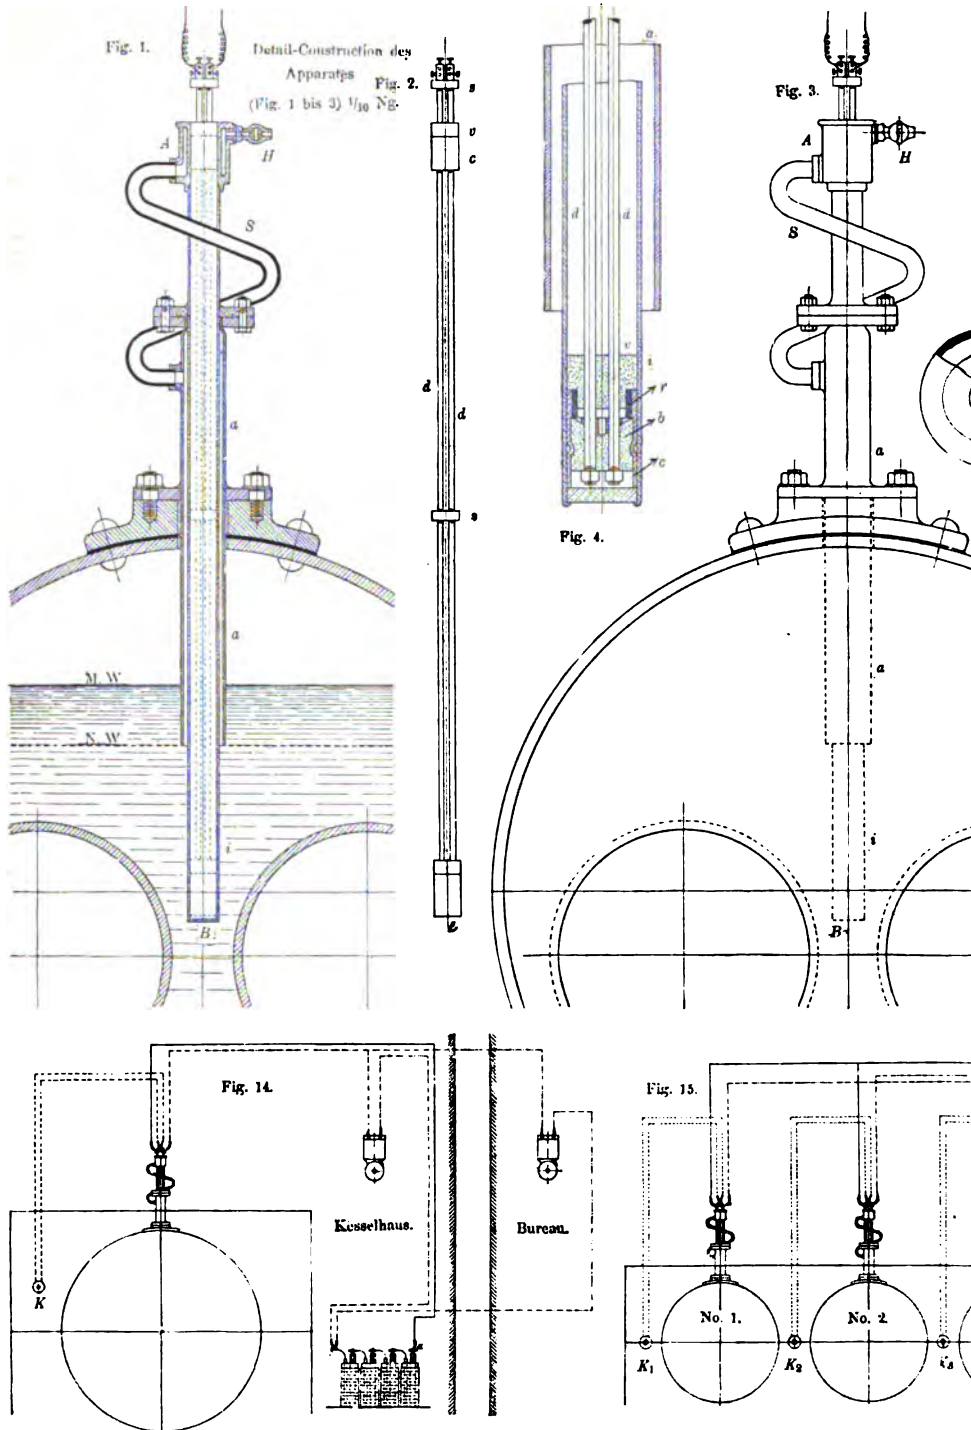 Fig. 1.
Detail-Construction des
Apparates
(Fig. 1 bis 3) 1/10 Ng.
A
H
S
a
a
M. W.
N. W.
i
B
Fig. 2.
s
v
c
d
d
s
e
a
d
d
v
i
r
b
c
Fig. 4.
Fig. 3.
A
H
S
a
a
i
B
Fig. 14.
Kesselhaus.
Bureau.
K
Fig. 15.
No. 1.
No. 2.
K1
K2